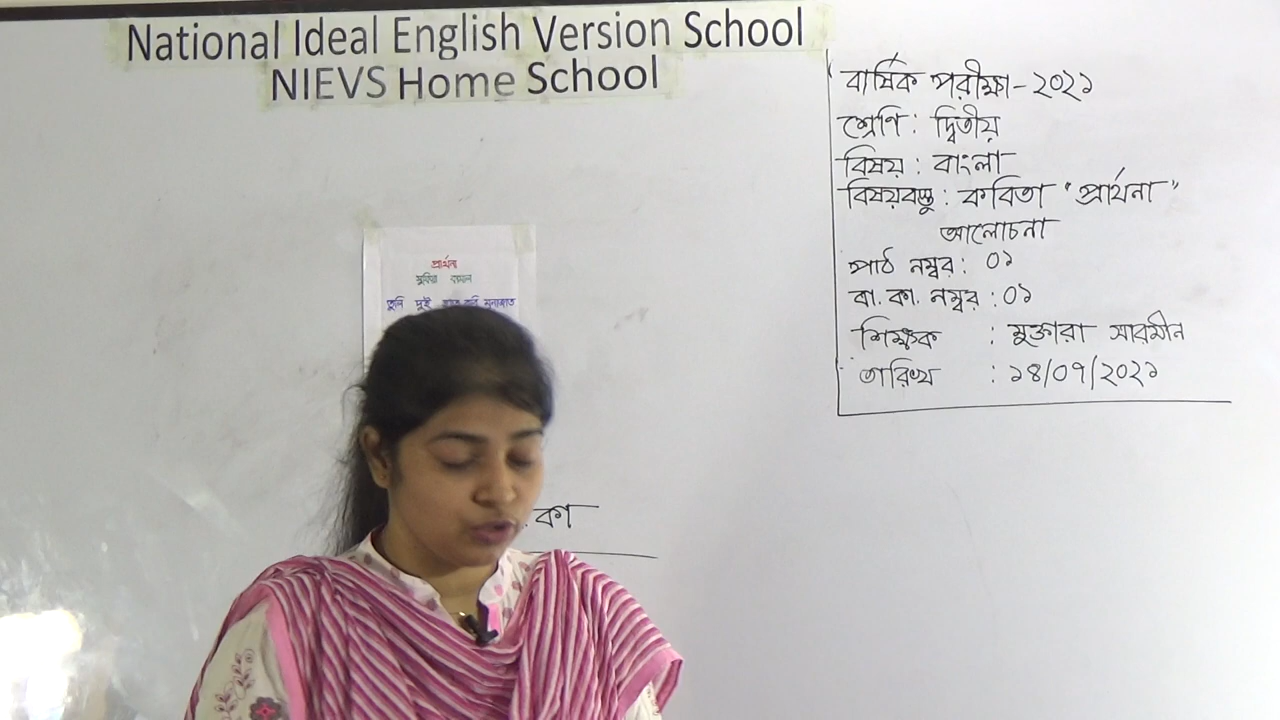 National Ideal English Version School
NIEVS Home School
বার্ষিক পরীক্ষা-২০২১
শ্রেণি : দ্বিতীয়
বিষয় : বাংলা
বিষয়বস্তু : কবিতা "প্রার্থনা"
আলোচনা
পাঠ নম্বর : ০১
বা. কা. নম্বর : ০১
শিক্ষক : মুক্তারা সারমীন
তারিখ : ১৪/০৭/২০২১
প্রার্থনা
সুফিয়া কামাল
তুলি দুই হাত করি মুনাজাত
. কা